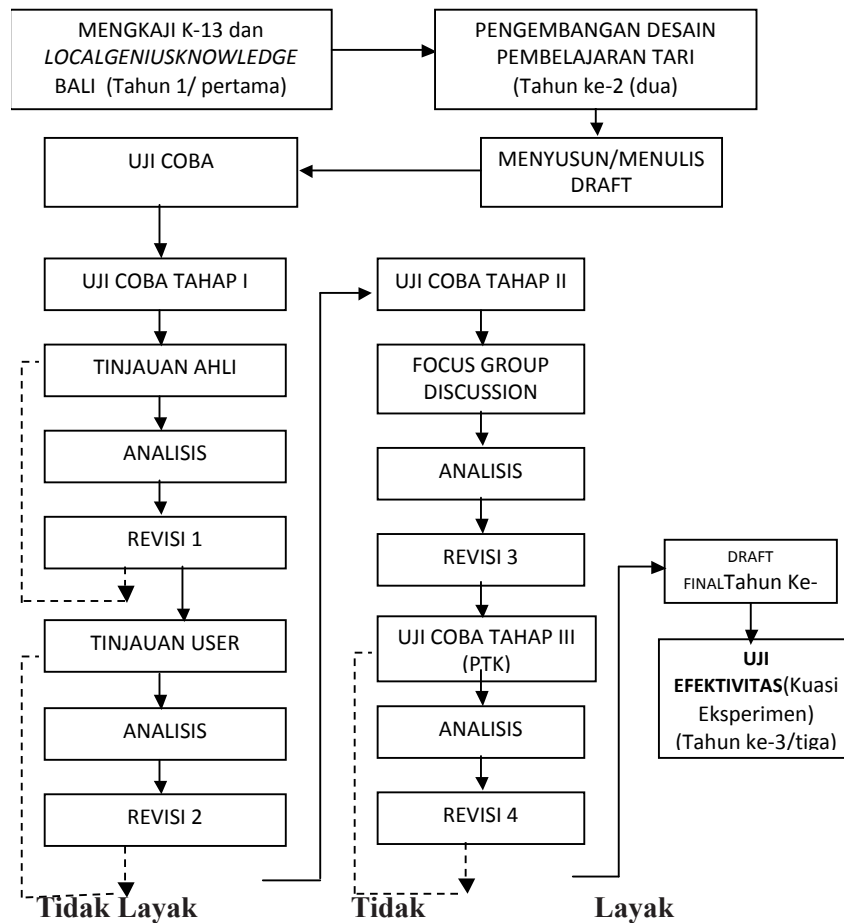 MENGKAJI K-13 dan
LOCALGENIUSKNOWLEDGE
BALI (Tahun 1/ pertama)
PENGEMBANGAN DESAIN
PEMBELAJARAN TARI
(Tahun ke-2 (dua)
MENYUSUN/MENULIS
DRAFT
UJI COBA
UJI COBA TAHAP I
TINJAUAN AHLI
ANALISIS
REVISI 1
TINJAUAN USER
ANALISIS
REVISI 2
Tidak Layak
UJI COBA TAHAP II
FOCUS GROUP
DISCUSSION
ANALISIS
REVISI 3
UJI COBA TAHAP III
(PTK)
ANALISIS
REVISI 4
Tidak
Layak
DRAFT
FINALTahun Ke-
UJI
EFEKTIVITAS(Kuasi
Eksperimen)
(Tahun ke-3/tiga)